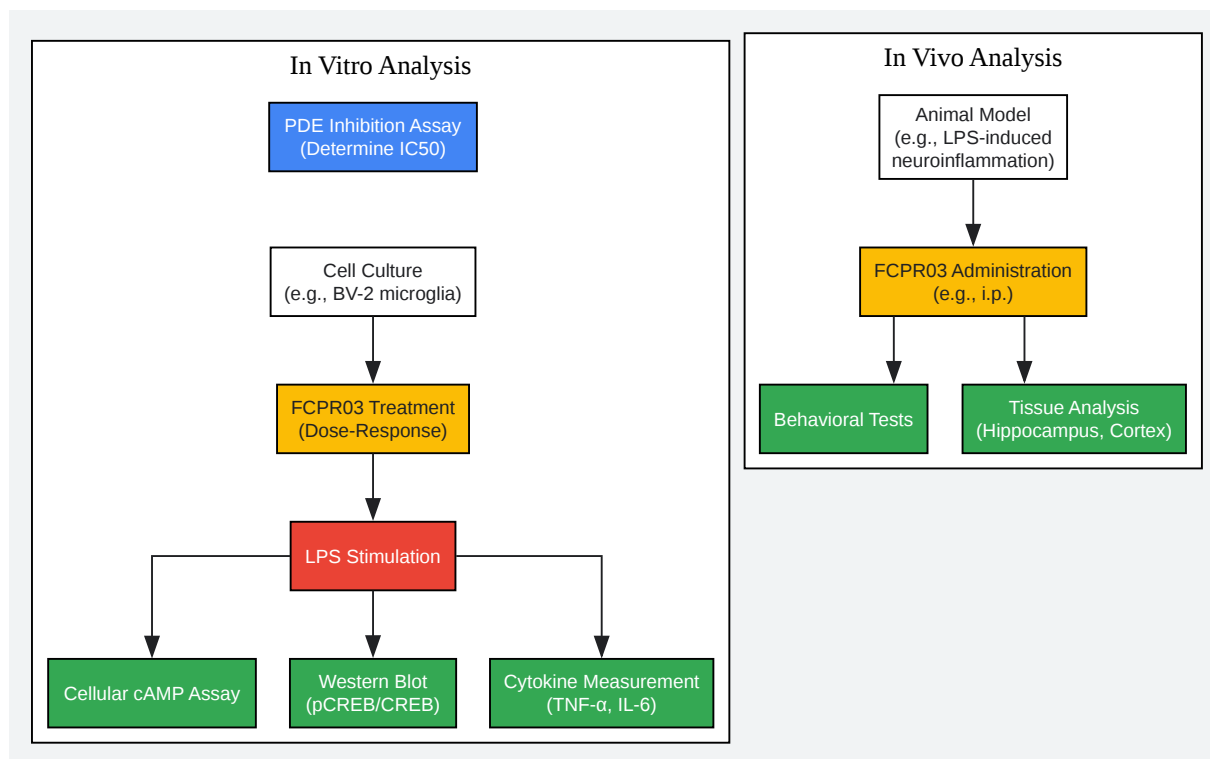 In Vitro Analysis
PDE Inhibition Assay
(Determine IC50)
Cell Culture
(e.g., BV-2 microglia)
FCPR03 Treatment
(Dose-Response)
LPS Stimulation
Cellular cAMP Assay
Western Blot
(pCREB/CREB)
Cytokine Measurement
(TNF-α, IL-6)
In Vivo Analysis
Animal Model
(e.g., LPS-induced
neuroinflammation)
FCPR03 Administration
(e.g., i.p.)
Behavioral Tests
Tissue Analysis
(Hippocampus, Cortex)